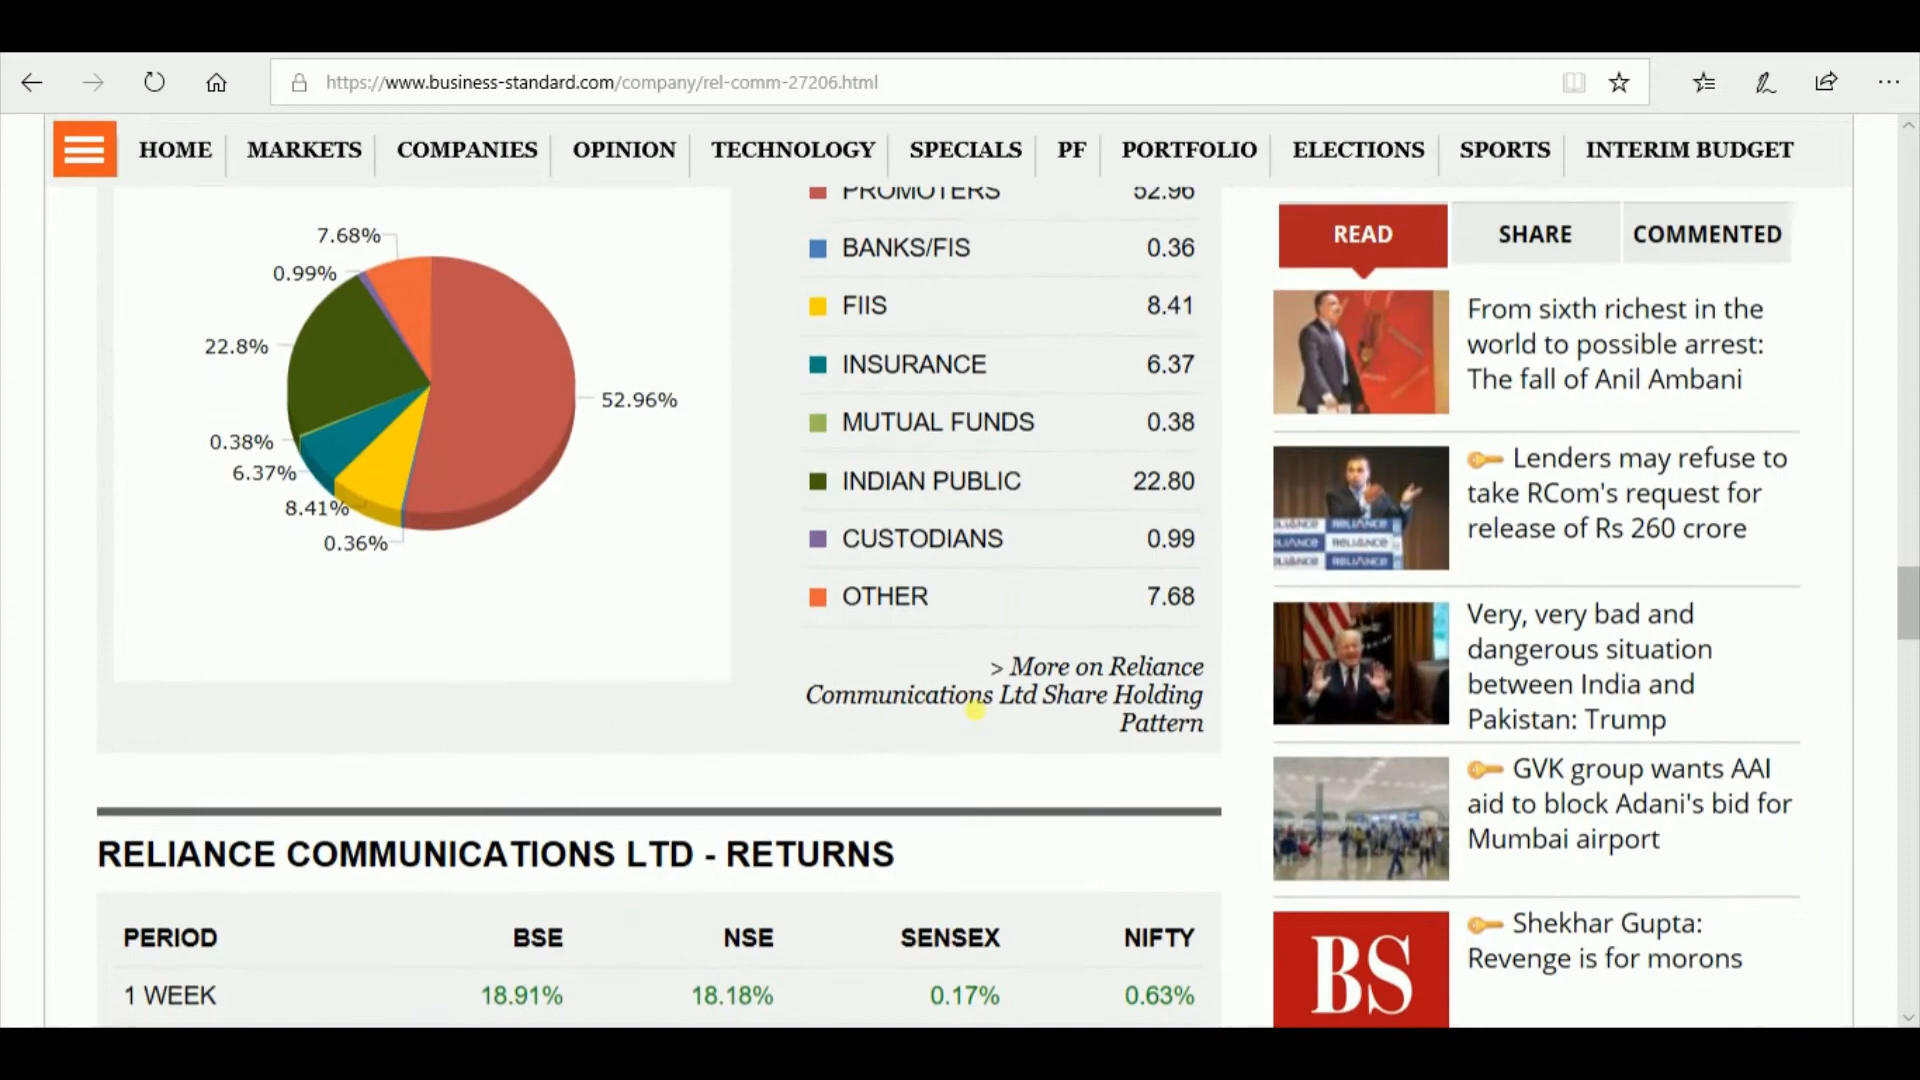 https://www.business-standard.com/company/rel-comm-27206.html
HOME MARKETS COMPANIES OPINION TECHNOLOGY SPECIALS PF PORTFOLIO ELECTIONS SPORTS INTERIM BUDGET
7.68%
0.99%
22.8%
52.96%
0.38%
6.37%
8.41%
0.36%
PROMOTERS 52.96
BANKS/FIS 0.36
FIIS 8.41
INSURANCE 6.37
MUTUAL FUNDS 0.38
INDIAN PUBLIC 22.80
CUSTODIANS 0.99
OTHER 7.68
> More on Reliance
Communications Ltd Share Holding
Pattern
RELIANCE COMMUNICATIONS LTD - RETURNS
PERIOD BSE NSE SENSEX NIFTY
1 WEEK 18.91% 18.18% 0.17% 0.63%
READ SHARE COMMENTED
From sixth richest in the
world to possible arrest:
The fall of Anil Ambani
Lenders may refuse to
take RCom's request for
release of Rs 260 crore
RELIANCE
RELIANCE
RELIANCE
Very, very bad and
dangerous situation
between India and
Pakistan: Trump
GVK group wants AAI
aid to block Adani's bid for
Mumbai airport
BS
Shekhar Gupta:
Revenge is for morons